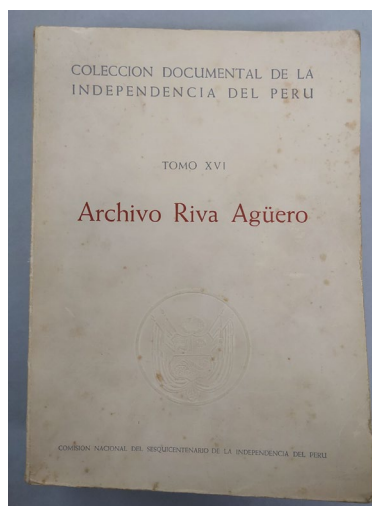 COLECCION DOCUMENTAL DE LA
INDEPENDENCIA DEL PERU
TOMO XVI
Archivo Riva Agüero
COMISION NACIONAL DEL SESQUICENTENARIO DE LA INDEPENDENCIA DEL PERU